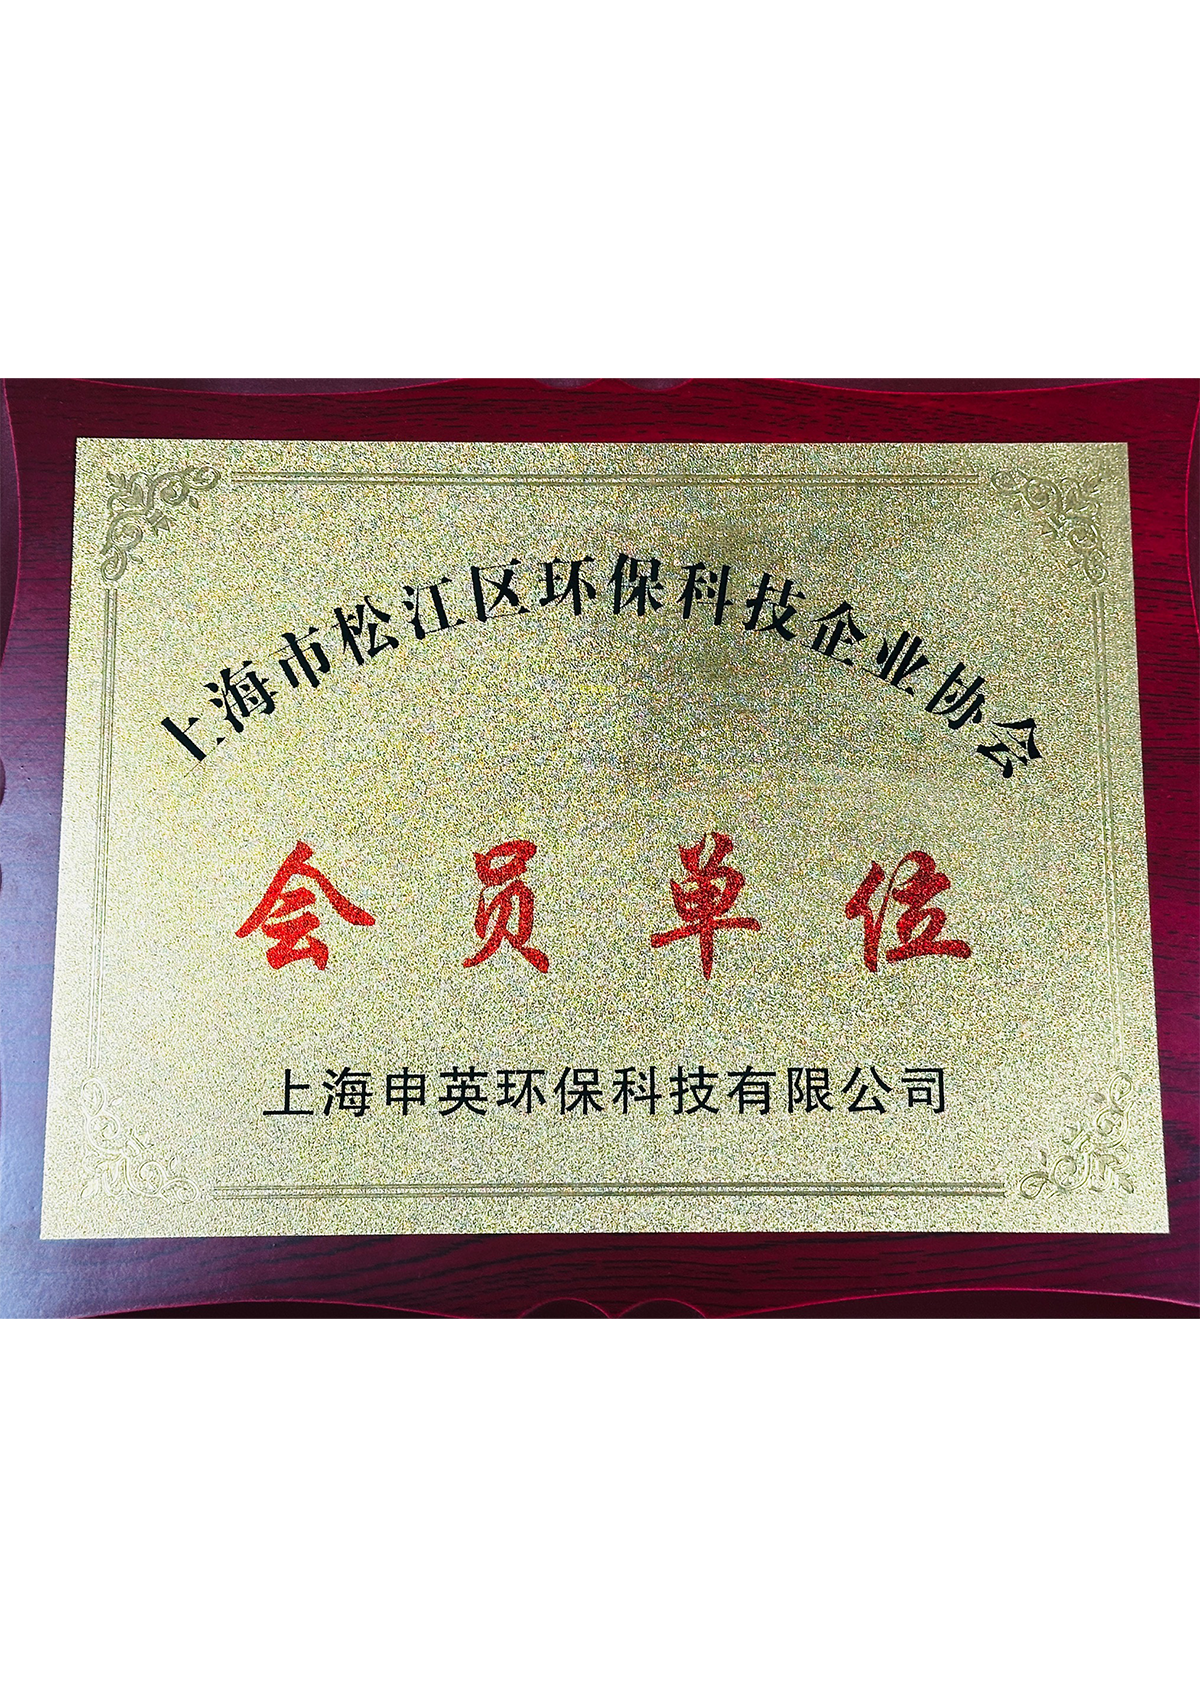 上海市松江区环保科技企业协会
会员单位
上海申英环保科技有限公司